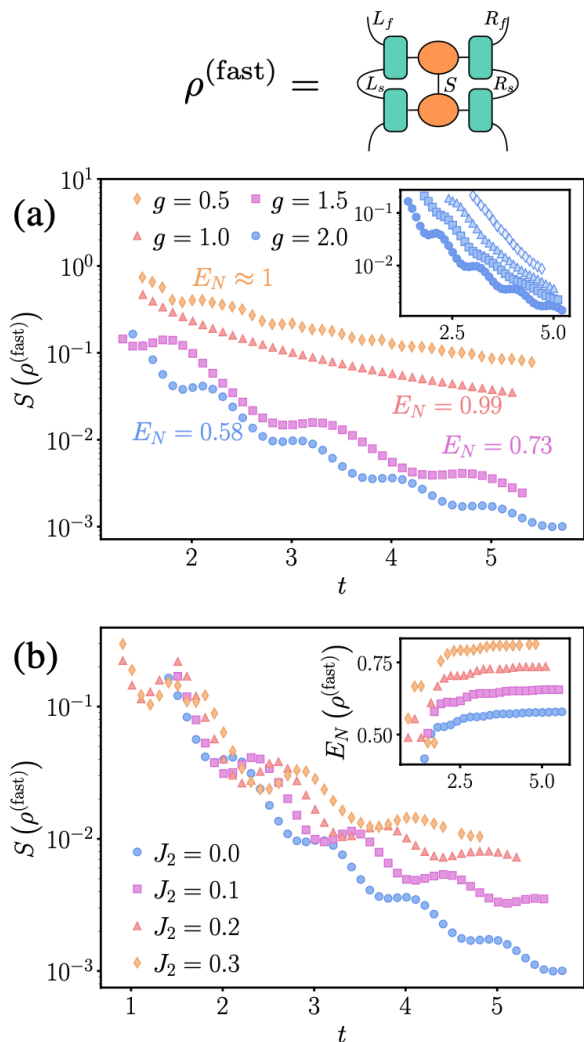 L_f R_f
ρ^(fast) =
L_s S R_s
(a)
10^1
10^0
10^−1
10^−2
10^−3
S (ρ^(fast))
g = 0.5 g = 1.5
g = 1.0 g = 2.0
E_N ≈ 1
E_N = 0.99
E_N = 0.58
E_N = 0.73
10^−1
10^−2
2.5 5.0
2 3 4 5
t
(b)
10^−1
10^−2
10^−3
S (ρ^(fast))
J_2 = 0.0
J_2 = 0.1
J_2 = 0.2
J_2 = 0.3
E_N (ρ^(fast))
0.75
0.50
2.5 5.0
1 2 3 4 5
t